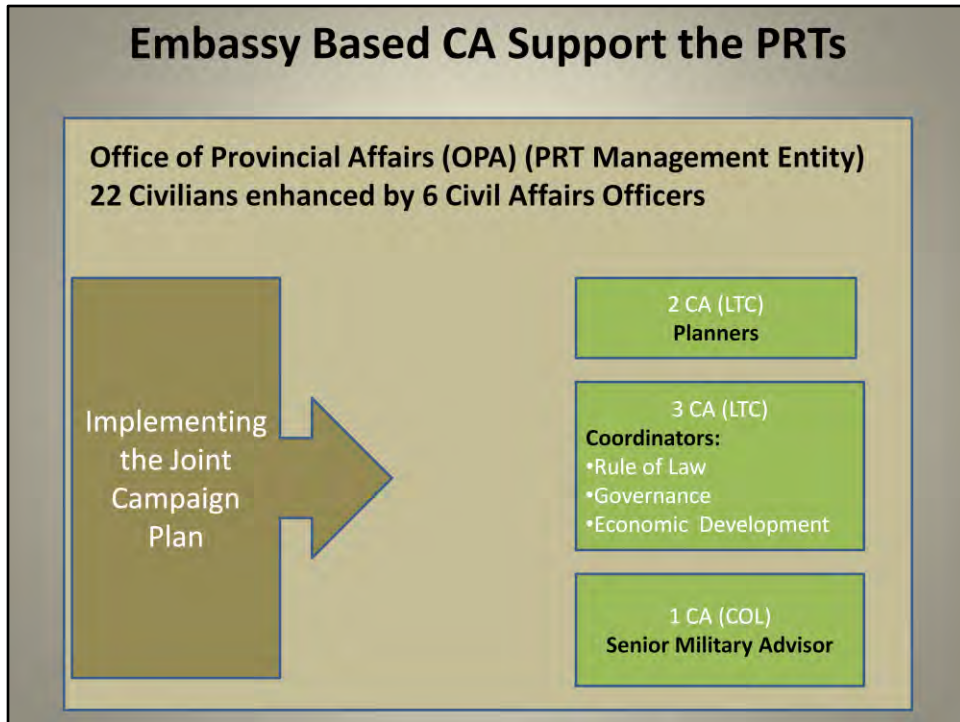 Embassy Based CA Support the PRTs
Office of Provincial Affairs (OPA) (PRT Management Entity)
22 Civilians enhanced by 6 Civil Affairs Officers
Implementing
the Joint
Campaign
Plan
2 CA (LTC)
Planners
3 CA (LTC)
Coordinators:
•Rule of Law
•Governance
•Economic Development
1 CA (COL)
Senior Military Advisor